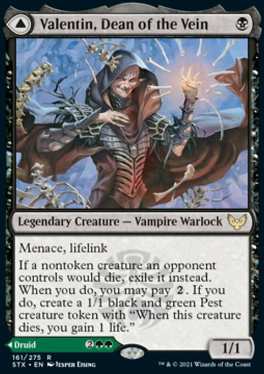 Valentin, Dean of the Vein
Legendary Creature — Vampire Warlock
Menace, lifelink
If a nontoken creature an opponent
controls would die, exile it instead.
When you do, you may pay 2. If you
do, create a 1/1 black and green Pest
creature token with "When this creature
dies, you gain 1 life."
Druid 2
1/1
161/275 R
STX • EN Jesper Ejsing
™ & © 2021 Wizards of the Coast